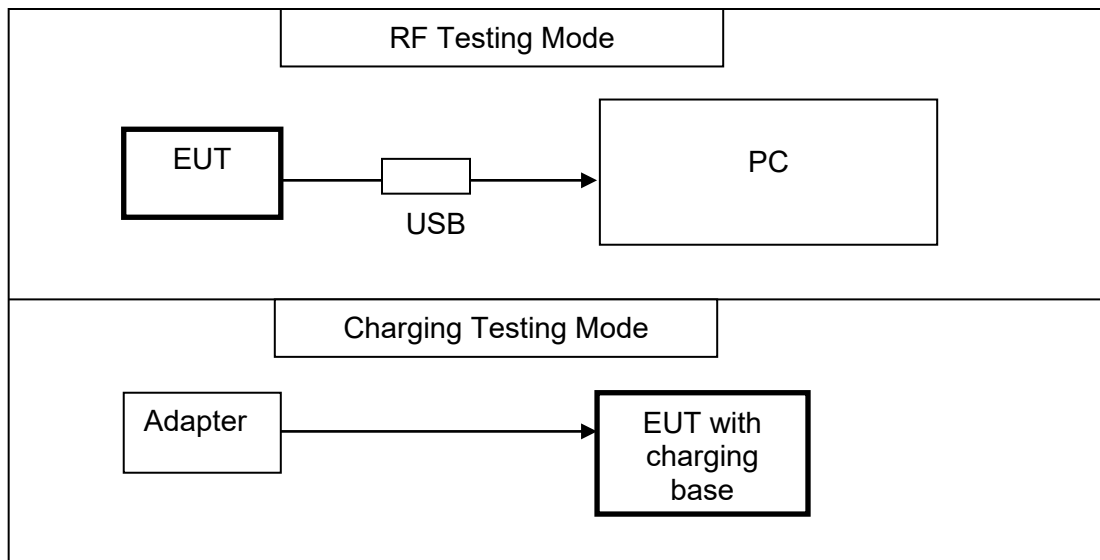 RF Testing Mode
EUT
PC
USB
Charging Testing Mode
Adapter
EUT with
charging
base